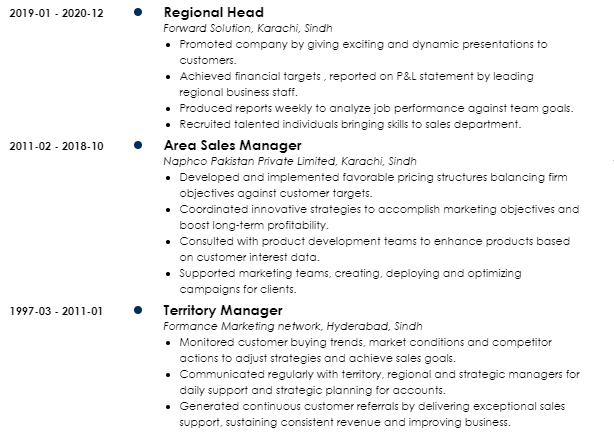 2019-01 - 2020-12
Regional Head
Forward Solution, Karachi, Sindh
• Promoted company by giving exciting and dynamic presentations to
customers.
• Achieved financial targets , reported on P&L statement by leading
regional business staff.
• Produced reports weekly to analyze job performance against team goals.
• Recruited talented individuals bringing skills to sales department.
2011-02 - 2018-10
Area Sales Manager
Naphco Pakistan Private Limited, Karachi, Sindh
• Developed and implemented favorable pricing structures balancing firm
objectives against customer targets.
• Coordinated innovative strategies to accomplish marketing objectives and
boost long-term profitability.
• Consulted with product development teams to enhance products based
on customer interest data.
• Supported marketing teams, creating, deploying and optimizing
campaigns for clients.
1997-03 - 2011-01
Territory Manager
Formance Marketing network, Hyderabad, Sindh
• Monitored customer buying trends, market conditions and competitor
actions to adjust strategies and achieve sales goals.
• Communicated regularly with territory, regional and strategic managers for
daily support and strategic planning for accounts.
• Generated continuous customer referrals by delivering exceptional sales
support, sustaining consistent revenue and improving business.